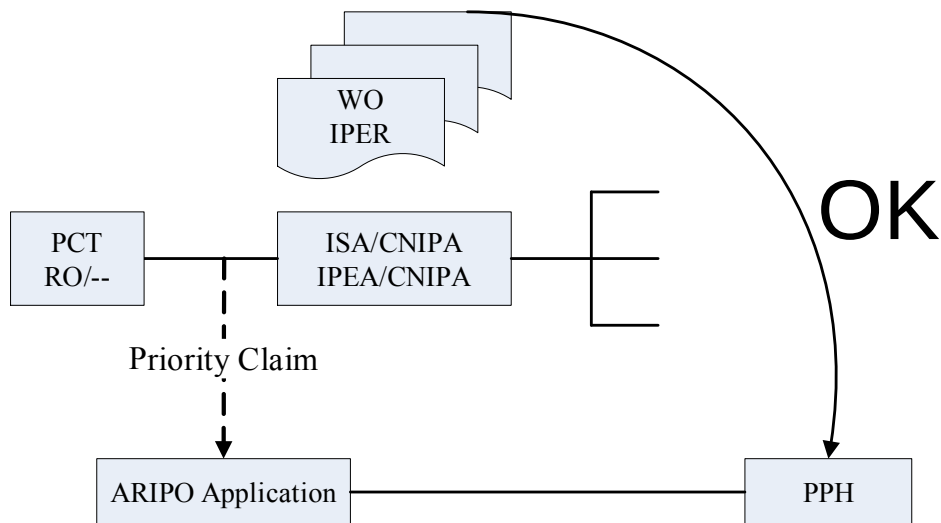 WO
IPER
OK
PCT
RO/--
ISA/CNIPA
IPEA/CNIPA
Priority Claim
ARIPO Application
PPH